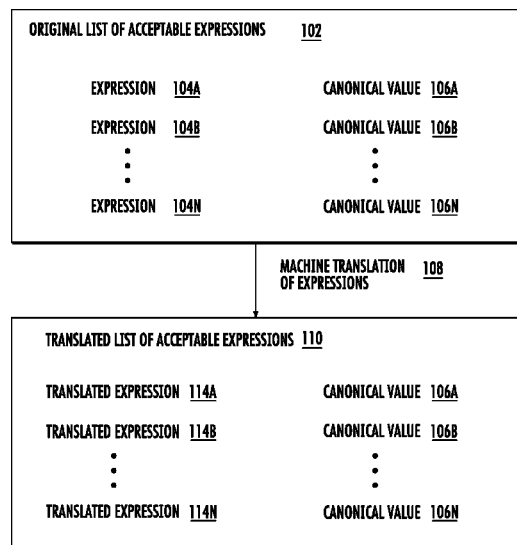 ORIGINAL LIST OF ACCEPTABLE EXPRESSIONS 102
EXPRESSION 104A CANONICAL VALUE 106A
EXPRESSION 104B CANONICAL VALUE 106B
EXPRESSION 104N CANONICAL VALUE 106N
MACHINE TRANSLATION 108
OF EXPRESSIONS
TRANSLATED LIST OF ACCEPTABLE EXPRESSIONS 110
TRANSLATED EXPRESSION 114A CANONICAL VALUE 106A
TRANSLATED EXPRESSION 114B CANONICAL VALUE 106B
TRANSLATED EXPRESSION 114N CANONICAL VALUE 106N